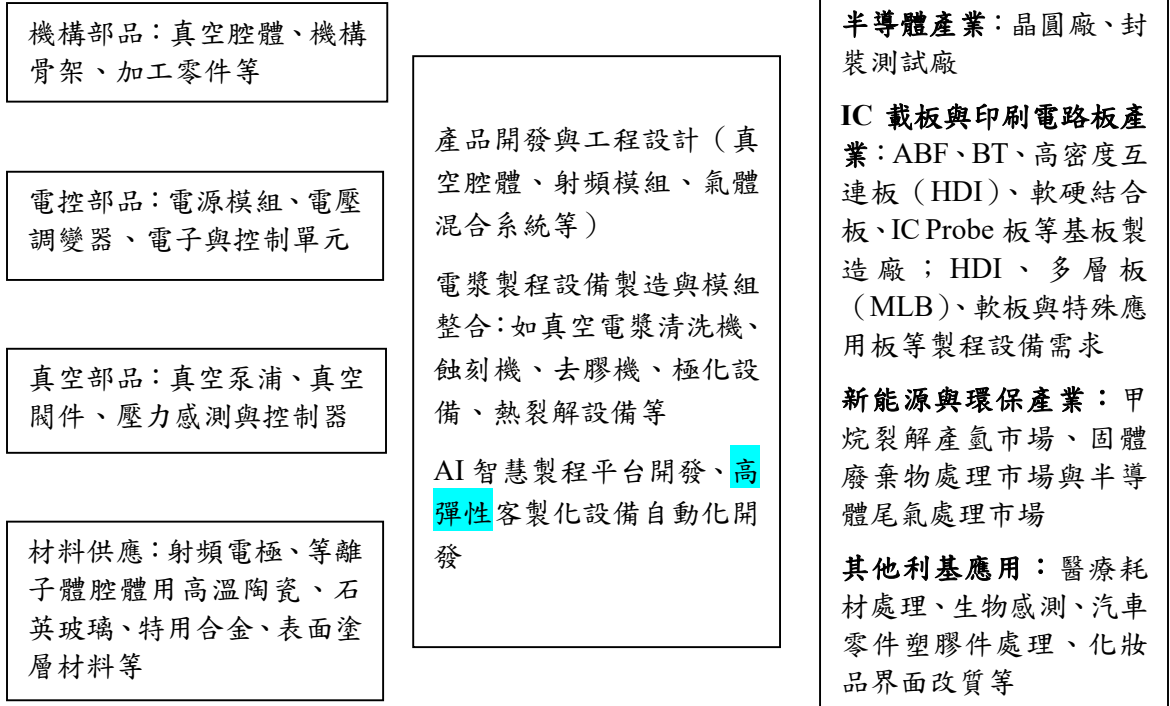 機構部品：真空腔體、機構
骨架、加工零件等
電控部品：電源模組、電壓
調變器、電子與控制單元
真空部品：真空泵浦、真空
閥件、壓力感測與控制器
材料供應：射頻電極、等離
子體腔體用高溫陶瓷、石
英玻璃、特用合金、表面塗
層材料等
產品開發與工程設計（真
空腔體、射頻模組、氣體
混合系統等）
電漿製程設備製造與模組
整合：如真空電漿清洗機、
蝕刻機、去膠機、極化設
備、熱裂解設備等
AI 智慧製程平台開發、高
彈性客製化設備自動化開
發
半導體產業：晶圓廠、封
裝測試廠
IC 載板與印刷電路板產
業：ABF、BT、高密度互
連板（HDI）、軟硬結合
板、IC Probe 板等基板製
造廠；HDI、多層板
（MLB）、軟板與特殊應
用板等製程設備需求
新能源與環保產業：甲
烷裂解產氫市場、固體
廢棄物處理市場與半導
體尾氣處理市場
其他利基應用：醫療耗
材處理、生物感測、汽車
零件塑膠件處理、化妝
品界面改質等